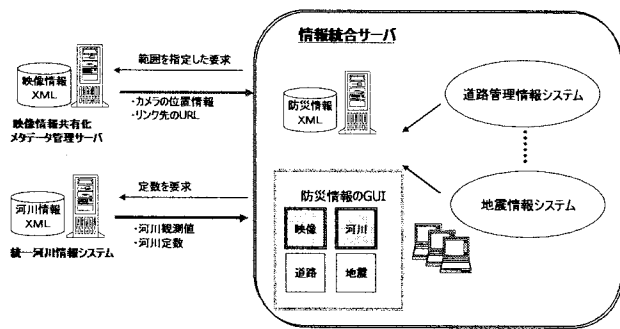 情報統合サーバ
範囲を指定した要求
映像情報
XML
・カメラの位置情報
・リンク先のURL
映像情報共有化
メタデータ管理サーバ
防災情報
XML
道路管理情報システム
地震情報システム
定数を要求
河川情報
XML
・河川観測値
・河川定数
統一河川情報システム
防災情報のGUI
映像
河川
道路
地震